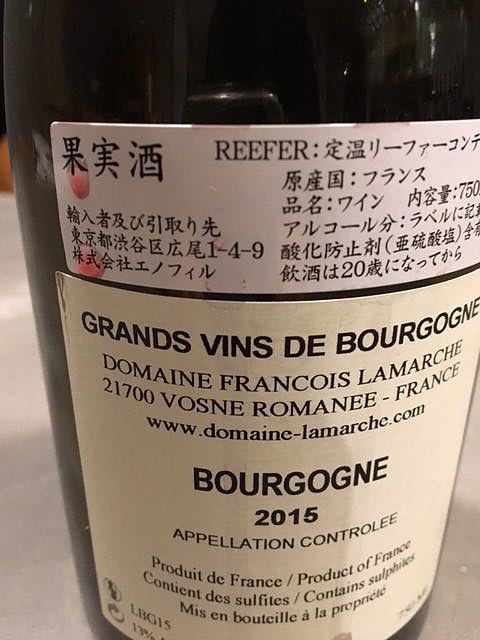 果実酒
REEFER:定温リーファーコンテ
原産国:フランス
品名:ワイン 内容量:750
アルコール分:ラベルに記
酸化防止剤(亜硫酸塩)含
飲酒は20歳になってから
輸入者及び引取り先
東京都渋谷区広尾1-4-9
株式会社エノフィル
GRANDS VINS DE BOURGOGNE
DOMAINE FRANCOIS LAMARCHE
21700 VOSNE ROMANEE - FRANCE
www.domaine-lamarche.com
BOURGOGNE
2015
APPELLATION CONTROLEE
Produit de France / Product of France
Contient des sulfites / Contains sulphites
Mis en bouteille à la propriété
LBG15
13%
750 ML